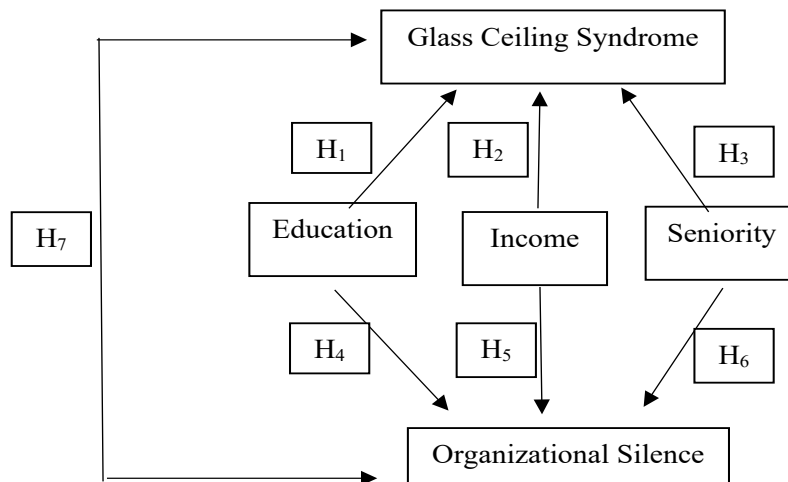 Glass Ceiling Syndrome
H₁
H₂
H₃
H₇
Education
Income
Seniority
H₄
H₅
H₆
Organizational Silence